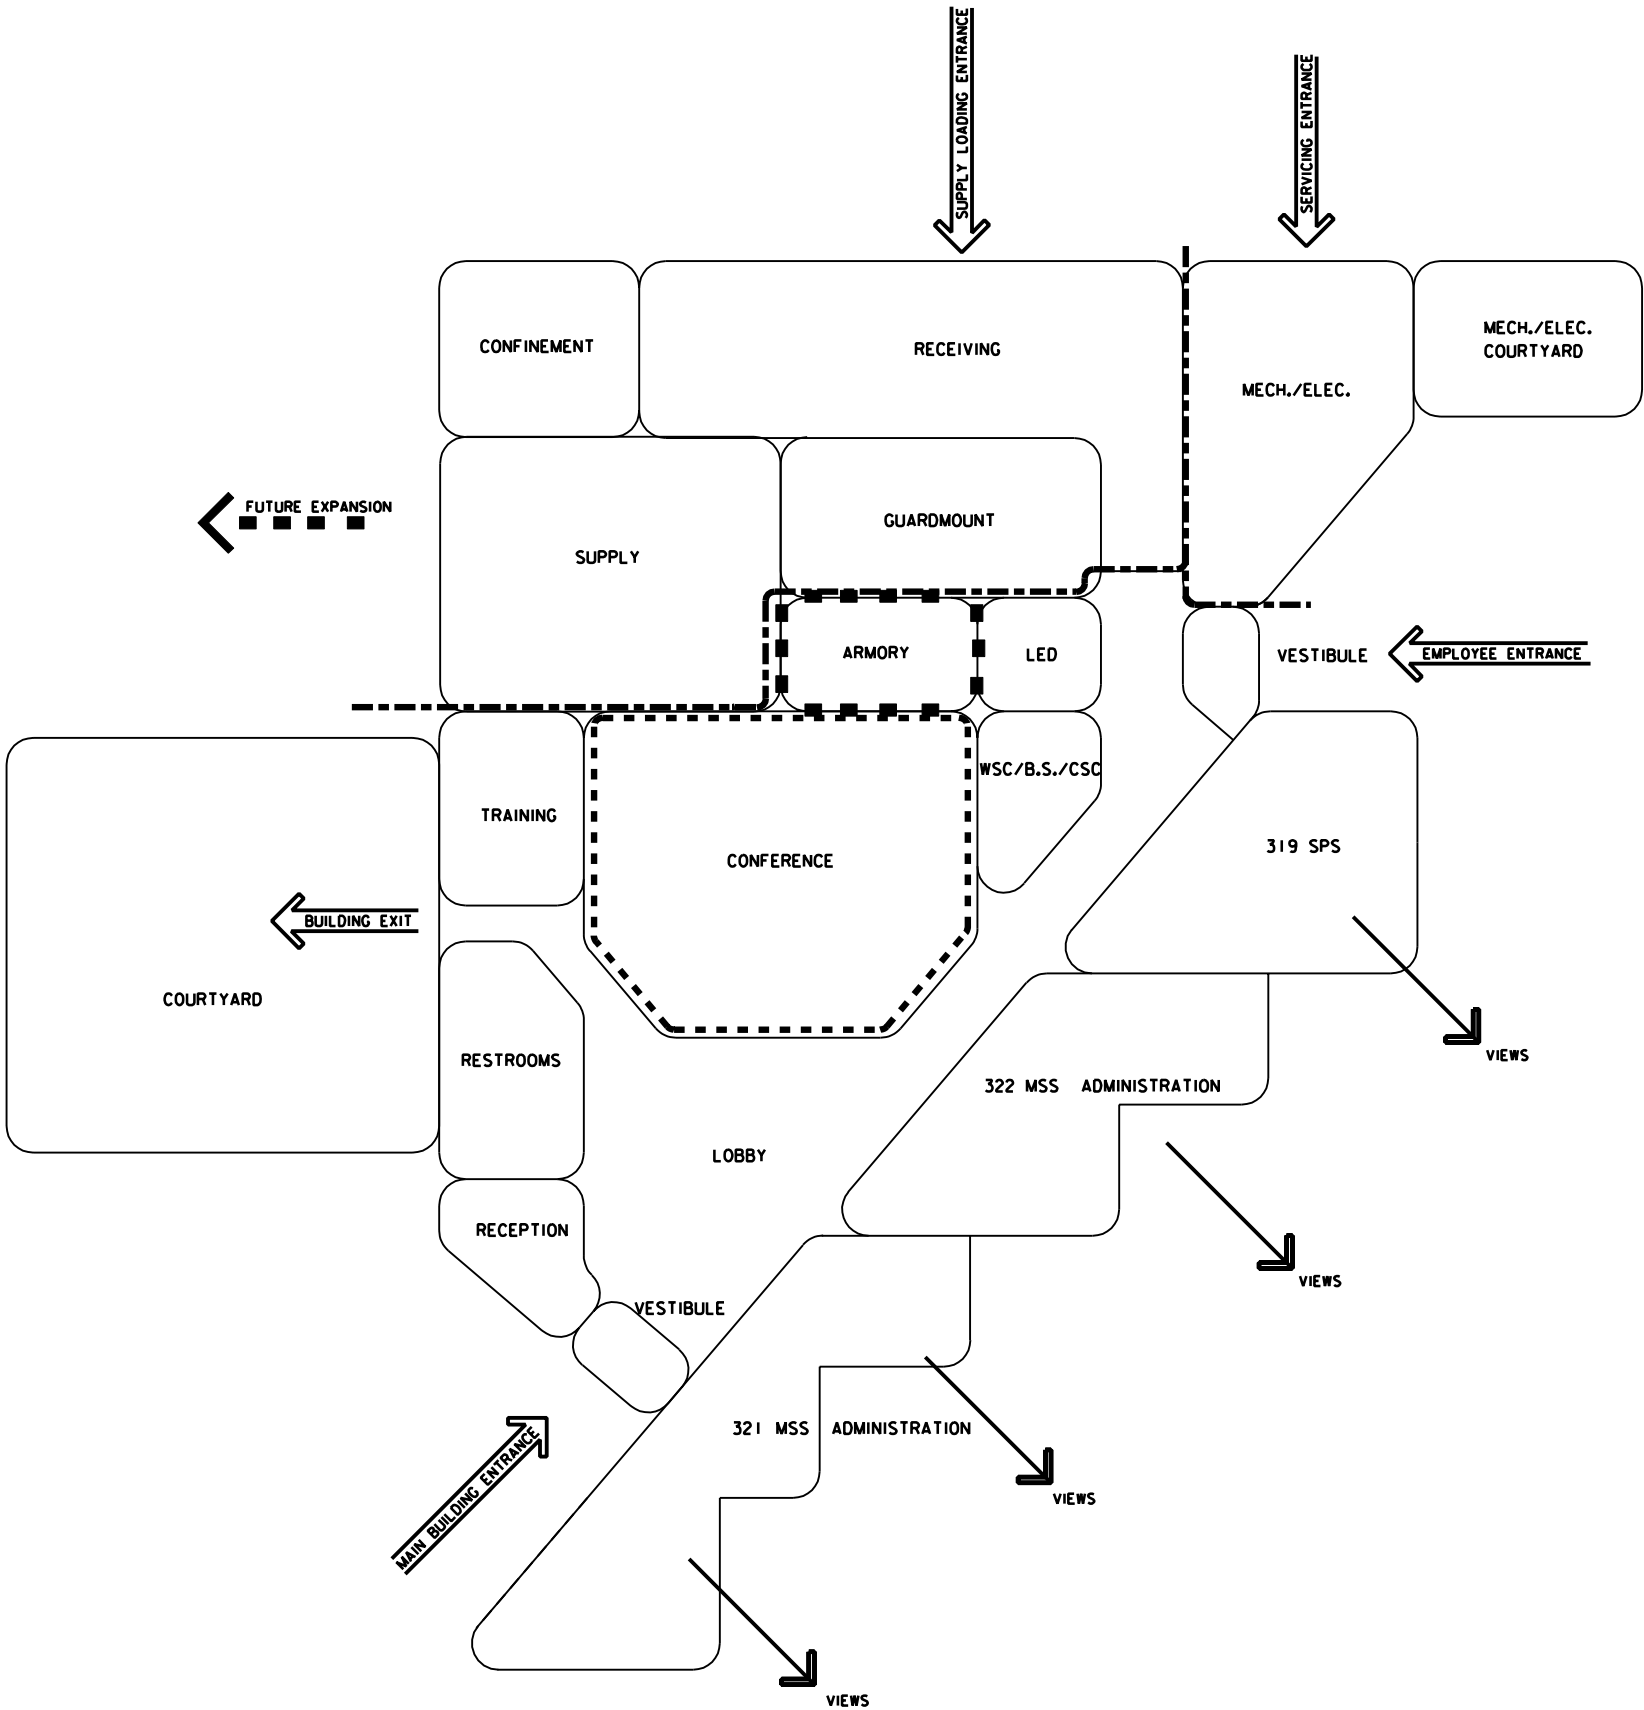 SUPPLY LOADING ENTRANCE
SERVICING ENTRANCE
CONFINEMENT
RECEIVING
MECH./ELEC.
COURTYARD
MECH./ELEC.
FUTURE EXPANSION
GUARDMOUNT
SUPPLY
ARMORY
LED
VESTIBULE
EMPLOYEE ENTRANCE
WSC/B.S./CSC
TRAINING
319 SPS
CONFERENCE
BUILDING EXIT
COURTYARD
VIEWS
RESTROOMS
322 MSS ADMINISTRATION
LOBBY
RECEPTION
VIEWS
VESTIBULE
321 MSS ADMINISTRATION
MAIN BUILDING ENTRANCE
VIEWS
VIEWS